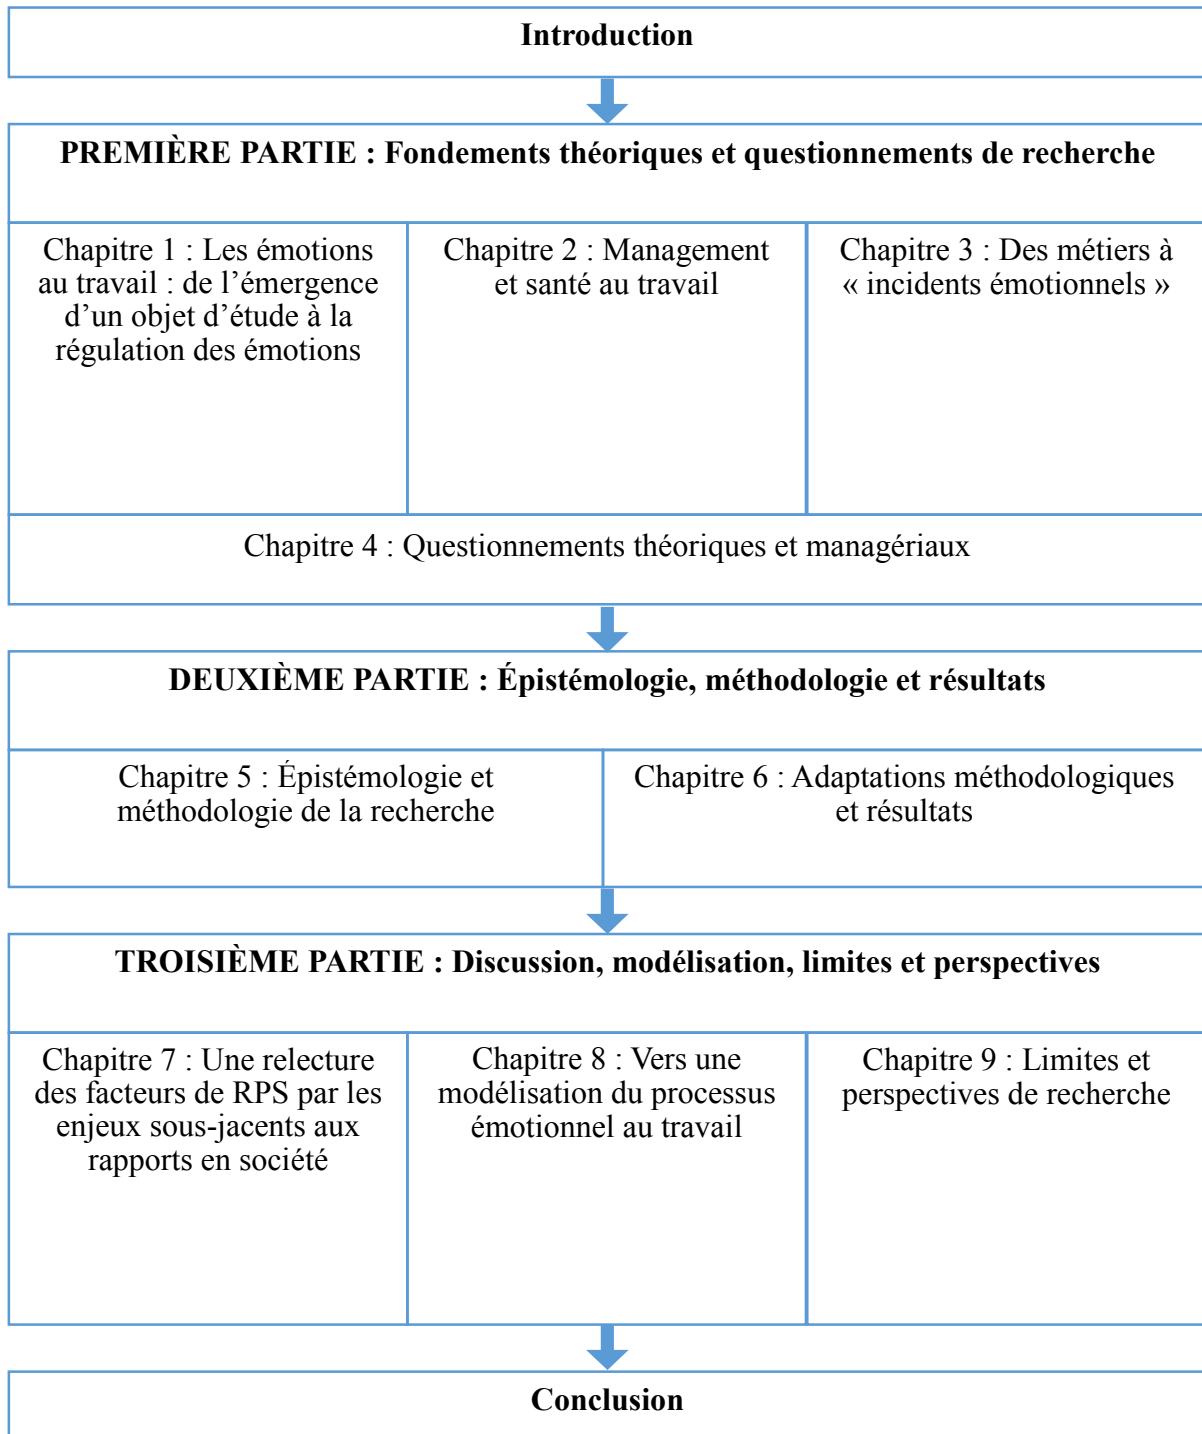 Introduction
PREMIÈRE PARTIE : Fondements théoriques et questionnements de recherche
Chapitre 1 : Les émotions
au travail : de l’émergence
d’un objet d’étude à la
régulation des émotions
Chapitre 2 : Management
et santé au travail
Chapitre 3 : Des métiers à
« incidents émotionnels »
Chapitre 4 : Questionnements théoriques et managériaux
DEUXIÈME PARTIE : Épistémologie, méthodologie et résultats
Chapitre 5 : Épistémologie et
méthodologie de la recherche
Chapitre 6 : Adaptations méthodologiques
et résultats
TROISIÈME PARTIE : Discussion, modélisation, limites et perspectives
Chapitre 7 : Une relecture
des facteurs de RPS par les
enjeux sous-jacents aux
rapports en société
Chapitre 8 : Vers une
modélisation du processus
émotionnel au travail
Chapitre 9 : Limites et
perspectives de recherche
Conclusion